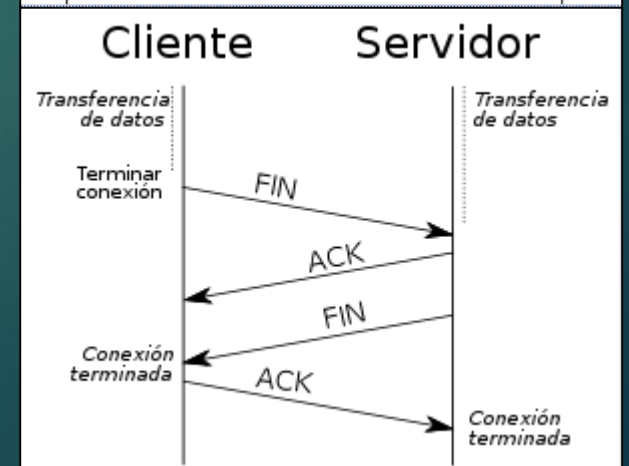 Cliente Servidor
Transferencia
de datos
Transferencia
de datos
Terminar
conexión
FIN
ACK
FIN
Conexión
terminada
ACK
Conexión
terminada